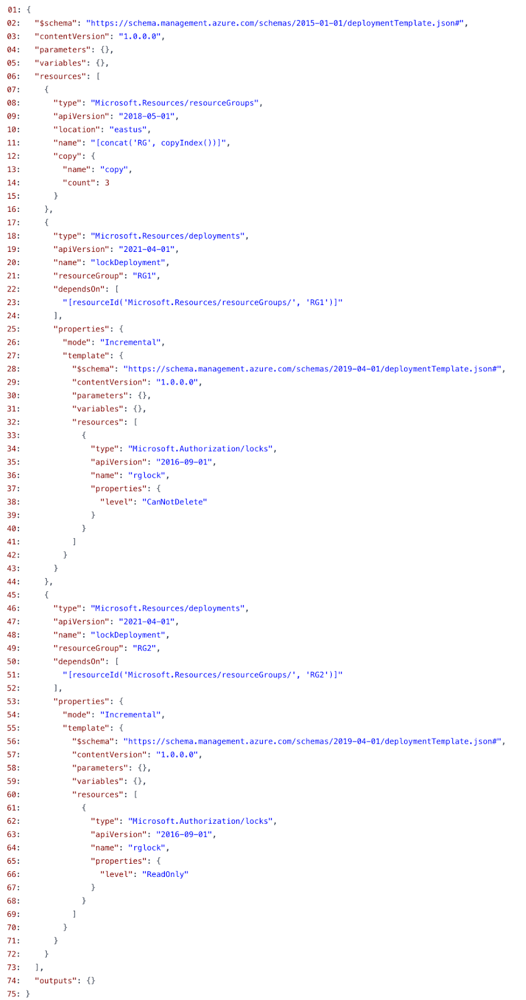 01: {
02:   "$schema": "https://schema.management.azure.com/schemas/2015-01-01/deploymentTemplate.json#",
03:   "contentVersion": "1.0.0.0",
04:   "parameters": {},
05:   "variables": {},
06:   "resources": [
07:     {
08:       "type": "Microsoft.Resources/resourceGroups",
09:       "apiVersion": "2018-05-01",
10:       "location": "eastus",
11:       "name": "[concat('RG', copyIndex())]",
12:       "copy": {
13:         "name": "copy",
14:         "count": 3
15:       }
16:     },
17:     {
18:       "type": "Microsoft.Resources/deployments",
19:       "apiVersion": "2021-04-01",
20:       "name": "lockDeployment",
21:       "resourceGroup": "RG1",
22:       "dependsOn": [
23:         "[resourceId('Microsoft.Resources/resourceGroups/', 'RG1')]"
24:       ],
25:       "properties": {
26:         "mode": "Incremental",
27:         "template": {
28:           "$schema": "https://schema.management.azure.com/schemas/2019-04-01/deploymentTemplate.json#",
29:           "contentVersion": "1.0.0.0",
30:           "parameters": {},
31:           "variables": {},
32:           "resources": [
33:             {
34:               "type": "Microsoft.Authorization/locks",
35:               "apiVersion": "2016-09-01",
36:               "name": "rglock",
37:               "properties": {
38:                 "level": "CanNotDelete"
39:               }
40:             }
41:           ]
42:         }
43:       }
44:     },
45:     {
46:       "type": "Microsoft.Resources/deployments",
47:       "apiVersion": "2021-04-01",
48:       "name": "lockDeployment",
49:       "resourceGroup": "RG2",
50:       "dependsOn": [
51:         "[resourceId('Microsoft.Resources/resourceGroups/', 'RG2')]"
52:       ],
53:       "properties": {
54:         "mode": "Incremental",
55:         "template": {
56:           "$schema": "https://schema.management.azure.com/schemas/2019-04-01/deploymentTemplate.json#",
57:           "contentVersion": "1.0.0.0",
58:           "parameters": {},
59:           "variables": {},
60:           "resources": [
61:             {
62:               "type": "Microsoft.Authorization/locks",
63:               "apiVersion": "2016-09-01",
64:               "name": "rglock",
65:               "properties": {
66:                 "level": "ReadOnly"
67:               }
68:             }
69:           ]
70:         }
71:       }
72:     }
73:   ],
74:   "outputs": {}
75: }